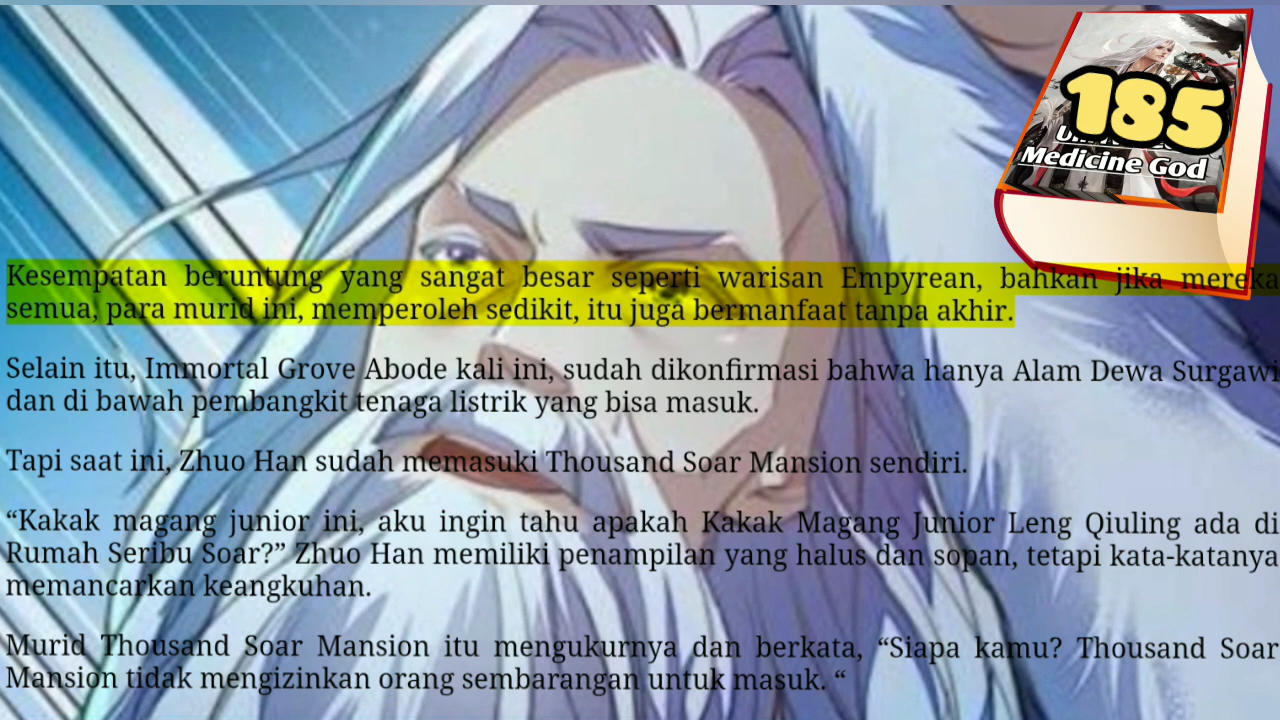 185
Medicine God
Kesempatan beruntung yang sangat besar seperti warisan Empyrean, bahkan jika mereka
semua, para murid ini, memperoleh sedikit, itu juga bermanfaat tanpa akhir.
Selain itu, Immortal Grove Abode kali ini, sudah dikonfirmasi bahwa hanya Alam Dewa Surgawi
dan di bawah pembangkit tenaga listrik yang bisa masuk.
Tapi saat ini, Zhuo Han sudah memasuki Thousand Soar Mansion sendiri.
“Kakak magang junior ini, aku ingin tahu apakah Kakak Magang Junior Leng Qiuling ada di
Rumah Seribu Soar?” Zhuo Han memiliki penampilan yang halus dan sopan, tetapi kata-katanya
memancarkan keangkuhan.
Murid Thousand Soar Mansion itu mengukurnya dan berkata, “Siapa kamu? Thousand Soar
Mansion tidak mengizinkan orang sembarangan untuk masuk. “